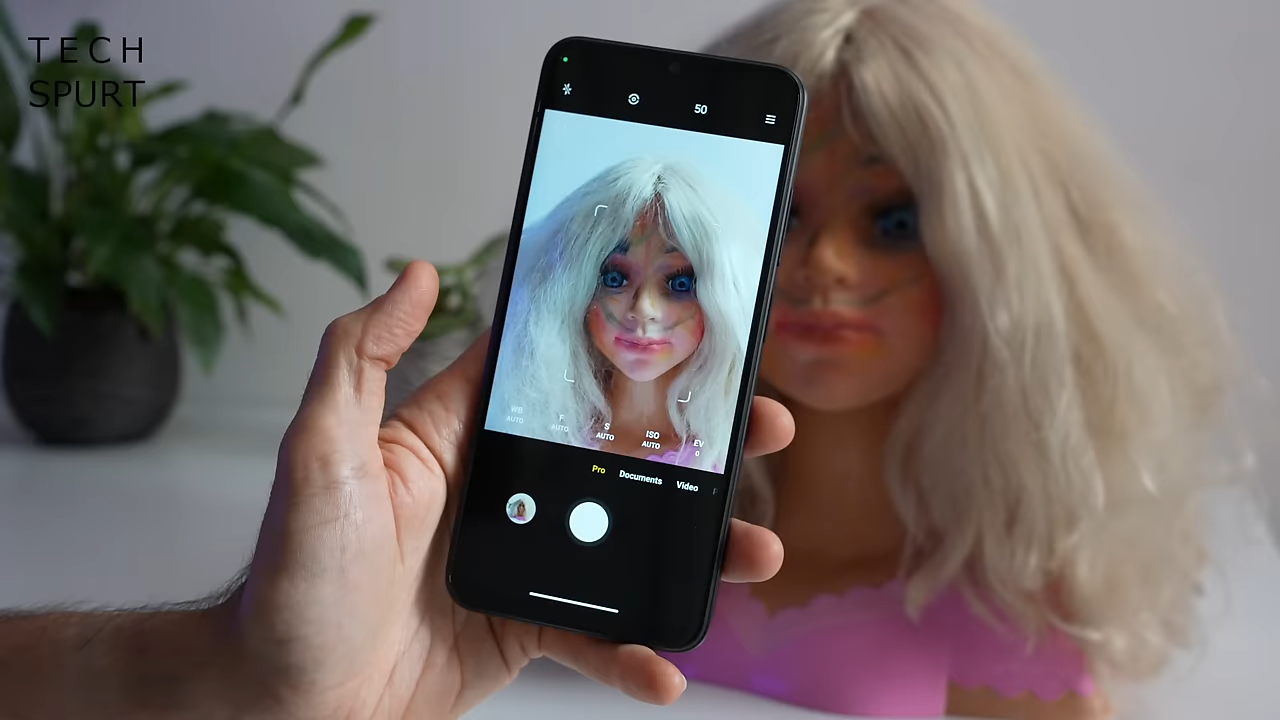 TECH
SPURT
50
WB
AUTO
F
AUTO
S
AUTO
ISO
AUTO
EV
0
Pro
Documents
Video